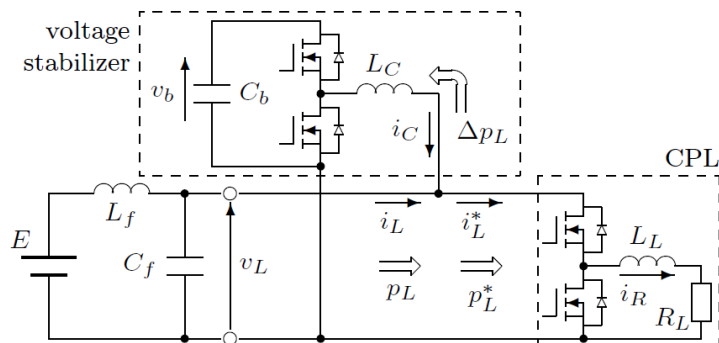 voltage
stabilizer
v_b
C_b
L_C
i_C
Δp_L
CPL
L_f
E
C_f
v_L
i_L
i_L^*
p_L
p_L^*
L_L
i_R
R_L